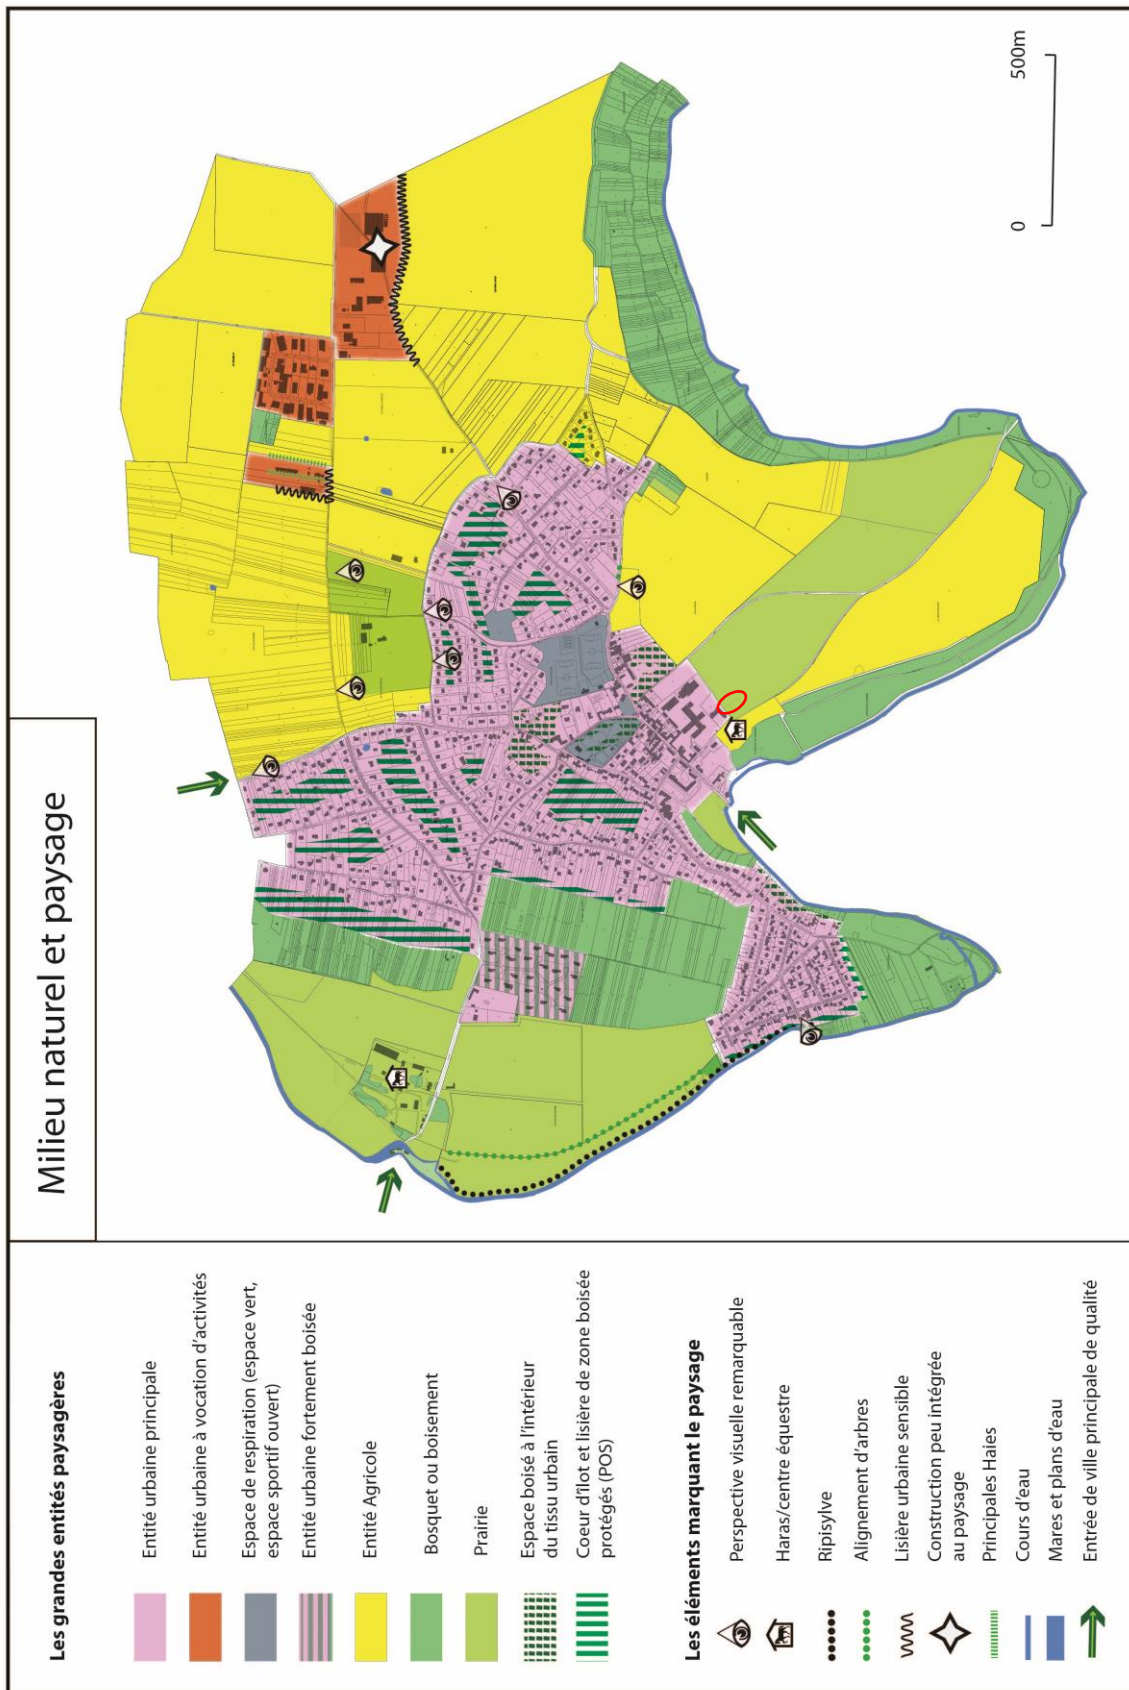 Milieu naturel et paysage
500m
0
Les grandes entités paysagères
Entité urbaine principale
Entité urbaine à vocation d'activités
Espace de respiration (espace vert,
espace sportif ouvert)
Entité urbaine fortement boisée
Entité Agricole
Bosquet ou boisement
Prairie
Espace boisé à l'intérieur
du tissu urbain
Coeur d'îlot et lisière de zone boisée
protégés (POS)
Les éléments marquant le paysage
Perspective visuelle remarquable
Haras/centre équestre
Ripisylve
Alignement d'arbres
Lisière urbaine sensible
Construction peu intégrée
au paysage
Principales Haies
Cours d'eau
Mares et plans d'eau
Entrée de ville principale de qualité